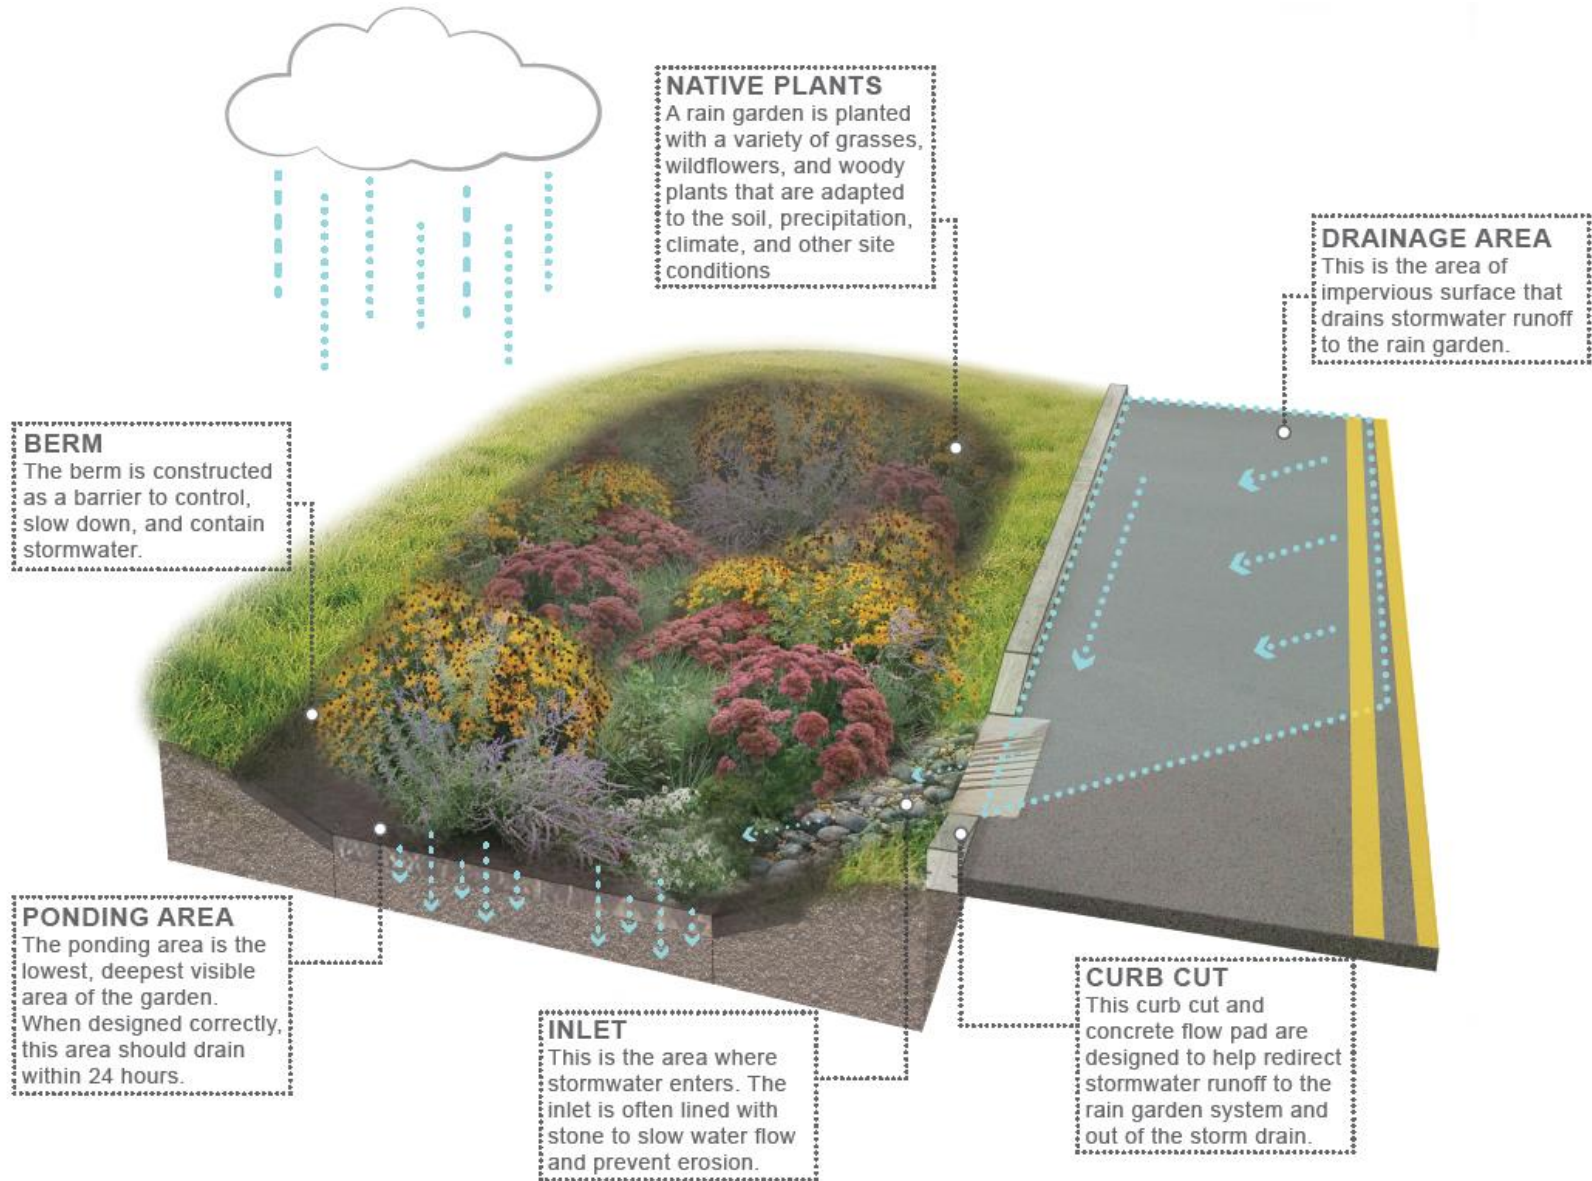 NATIVE PLANTS
A rain garden is planted
with a variety of grasses,
wildflowers, and woody
plants that are adapted
to the soil, precipitation,
climate, and other site
conditions
DRAINAGE AREA
This is the area of
impervious surface that
drains stormwater runoff
to the rain garden.
BERM
The berm is constructed
as a barrier to control,
slow down, and contain
stormwater.
PONDING AREA
The ponding area is the
lowest, deepest visible
area of the garden.
When designed correctly,
this area should drain
within 24 hours.
INLET
This is the area where
stormwater enters. The
inlet is often lined with
stone to slow water flow
and prevent erosion.
CURB CUT
This curb cut and
concrete flow pad are
designed to help redirect
stormwater runoff to the
rain garden system and
out of the storm drain.